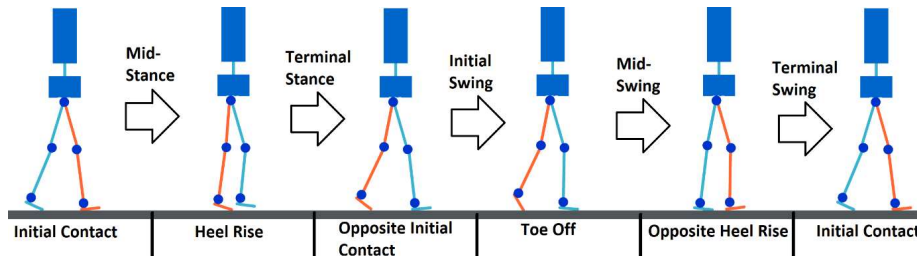 Mid-
Stance
Terminal
Stance
Initial
Swing
Mid-
Swing
Terminal
Swing
Initial Contact
Heel Rise
Opposite Initial
Contact
Toe Off
Opposite Heel Rise
Initial Contact